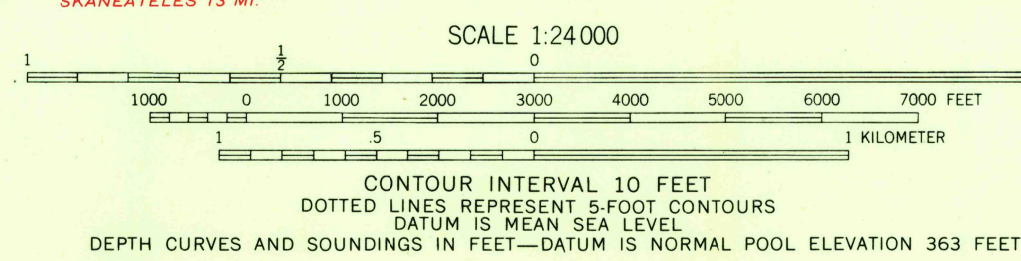 SKANEATELES 13 MI.
SCALE 1:24 000
1 1/2 0
1000 0 1000 2000 3000 4000 5000 6000 7000 FEET
1 .5 0 1 KILOMETER
CONTOUR INTERVAL 10 FEET
DOTTED LINES REPRESENT 5-FOOT CONTOURS
DATUM IS MEAN SEA LEVEL
DEPTH CURVES AND SOUNDINGS IN FEET—DATUM IS NORMAL POOL ELEVATION 363 FEET